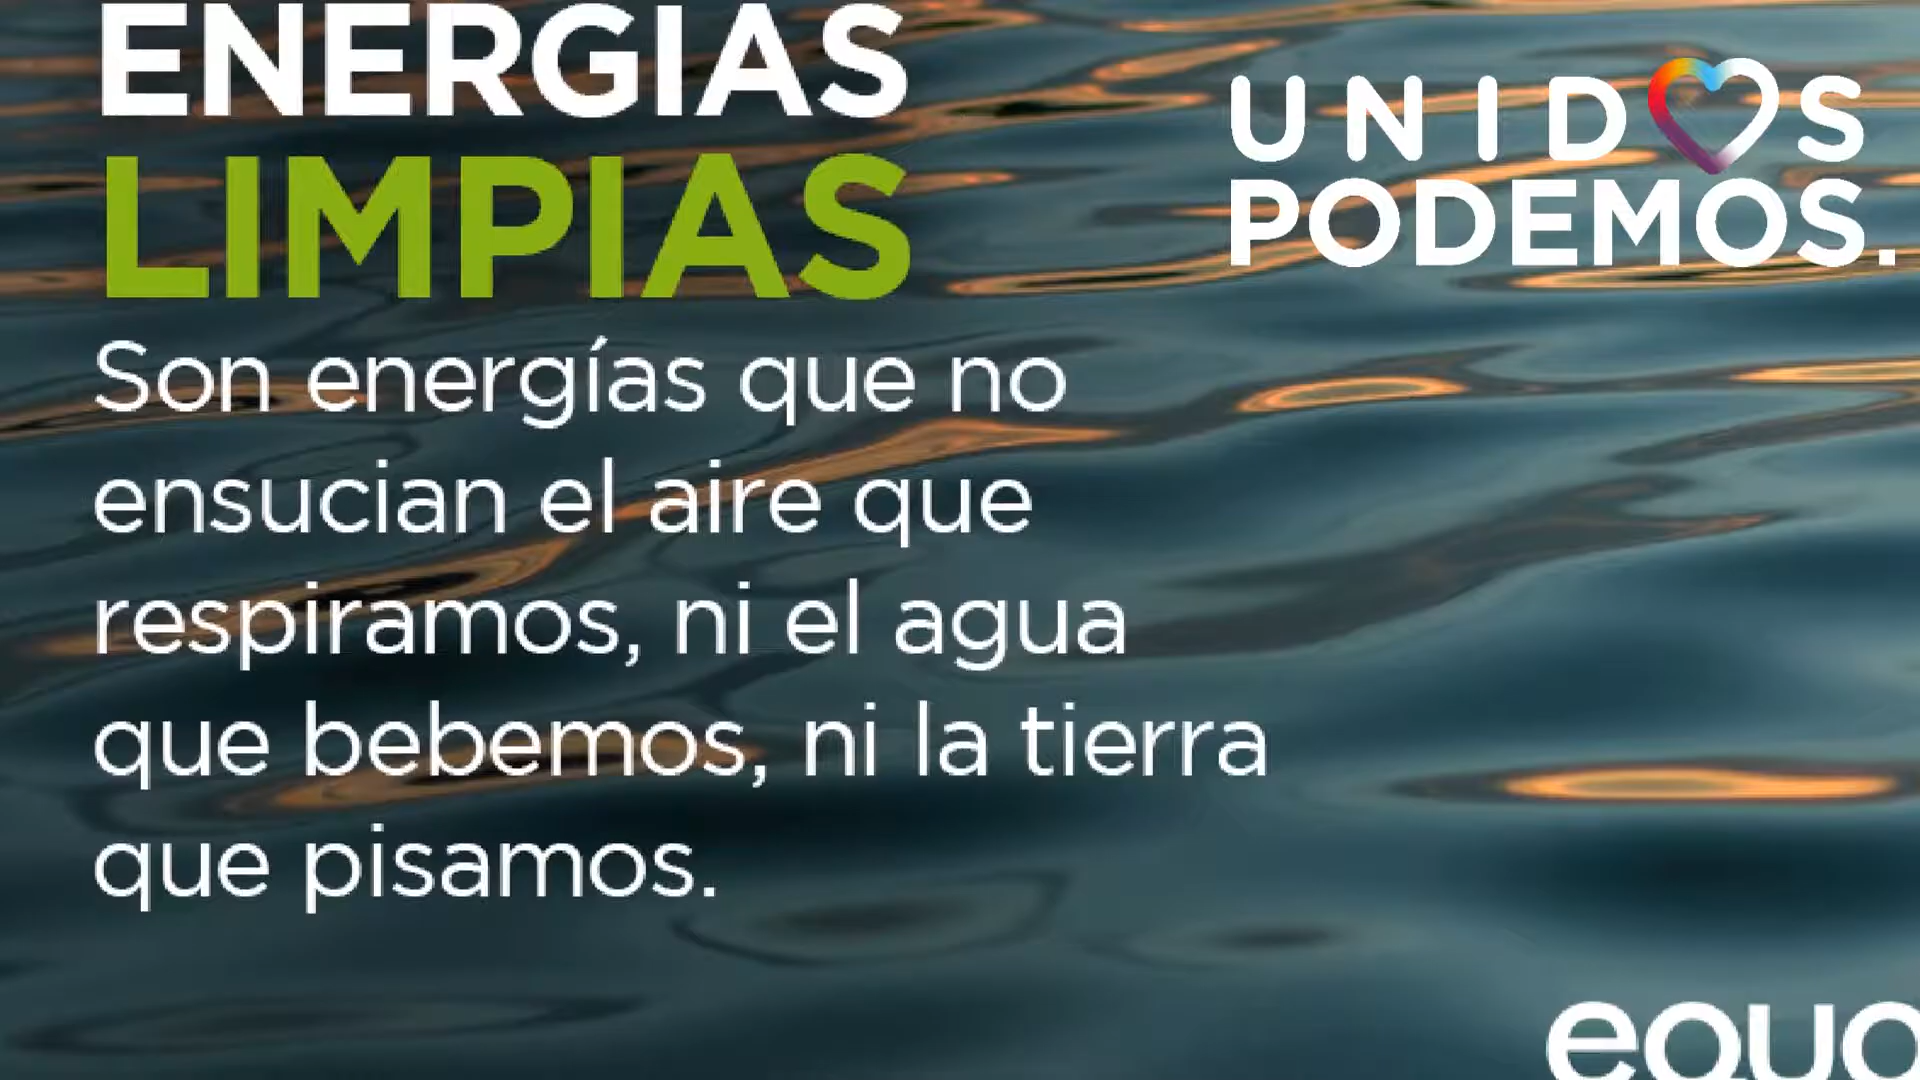 ENERGIAS
LIMPIAS
Son energías que no
ensucian el aire que
respiramos, ni el agua
que bebemos, ni la tierra
que pisamos.
UNIDOS
PODEMOS.
equo